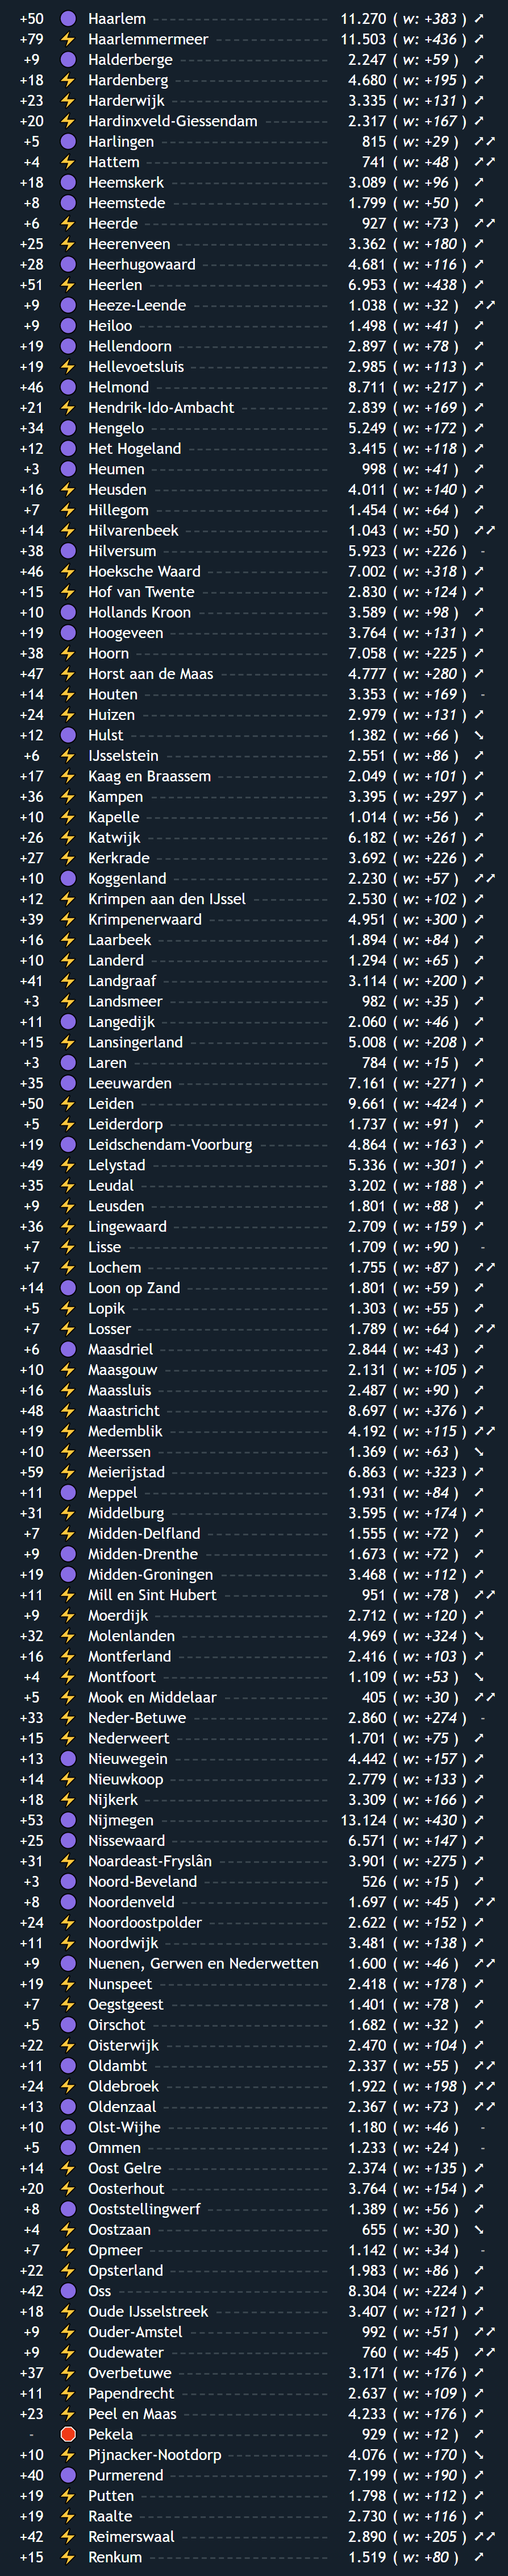 +50 Haarlem 11.270 ( w: +383 ) ➚
+79 Haarlemmermeer 11.503 ( w: +436 ) ➚
+9 Halderberge 2.247 ( w: +59 ) ➚
+18 Hardenberg 4.680 ( w: +195 ) ➚
+23 Harderwijk 3.335 ( w: +131 ) ➚
+20 Hardinxveld-Giessendam 2.317 ( w: +167 ) ➚
+5 Harlingen 815 ( w: +29 ) ➚➚
+4 Hattem 741 ( w: +48 ) ➚➚
+18 Heemskerk 3.089 ( w: +96 ) ➚
+8 Heemstede 1.799 ( w: +50 ) ➚
+6 Heerde 927 ( w: +73 ) ➚➚
+25 Heerenveen 3.362 ( w: +180 ) ➚
+28 Heerhugowaard 4.681 ( w: +116 ) ➚
+51 Heerlen 6.953 ( w: +438 ) ➚
+9 Heeze-Leende 1.038 ( w: +32 ) ➚➚
+9 Heiloo 1.498 ( w: +41 ) ➚
+19 Hellendoorn 2.897 ( w: +78 ) ➚
+19 Hellevoetsluis 2.985 ( w: +113 ) ➚
+46 Helmond 8.711 ( w: +217 ) ➚
+21 Hendrik-Ido-Ambacht 2.839 ( w: +169 ) ➚
+34 Hengelo 5.249 ( w: +172 ) ➚
+12 Het Hogeland 3.415 ( w: +118 ) ➚
+3 Heumen 998 ( w: +41 ) ➚
+16 Heusden 4.011 ( w: +140 ) ➚
+7 Hillegom 1.454 ( w: +64 ) ➚
+14 Hilvarenbeek 1.043 ( w: +50 ) ➚➚
+38 Hilversum 5.923 ( w: +226 ) -
+46 Hoeksche Waard 7.002 ( w: +318 ) ➚
+15 Hof van Twente 2.830 ( w: +124 ) ➚
+10 Hollands Kroon 3.589 ( w: +98 ) ➚
+19 Hoogeveen 3.764 ( w: +131 ) ➚
+38 Hoorn 7.058 ( w: +225 ) ➚
+47 Horst aan de Maas 4.777 ( w: +280 ) ➚
+14 Houten 3.353 ( w: +169 ) -
+24 Huizen 2.979 ( w: +131 ) ➚
+12 Hulst 1.382 ( w: +66 ) ➘
+6 IJsselstein 2.551 ( w: +86 ) ➚
+17 Kaag en Braassem 2.049 ( w: +101 ) ➚
+36 Kampen 3.395 ( w: +297 ) ➚
+10 Kapelle 1.014 ( w: +56 ) ➚
+26 Katwijk 6.182 ( w: +261 ) ➚
+27 Kerkrade 3.692 ( w: +226 ) ➚
+10 Koggenland 2.230 ( w: +57 ) ➚➚
+12 Krimpen aan den IJssel 2.530 ( w: +102 ) ➚
+39 Krimpenerwaard 4.951 ( w: +300 ) ➚
+16 Laarbeek 1.894 ( w: +84 ) ➚
+10 Landerd 1.294 ( w: +65 ) ➚
+41 Landgraaf 3.114 ( w: +200 ) ➚
+3 Landsmeer 982 ( w: +35 ) ➚
+11 Langedijk 2.060 ( w: +46 ) ➚
+15 Lansingerland 5.008 ( w: +208 ) ➚
+3 Laren 784 ( w: +15 ) ➚
+35 Leeuwarden 7.161 ( w: +271 ) ➚
+50 Leiden 9.661 ( w: +424 ) ➚
+5 Leiderdorp 1.737 ( w: +91 ) ➚
+19 Leidschendam-Voorburg 4.864 ( w: +163 ) ➚
+49 Lelystad 5.336 ( w: +301 ) ➚
+35 Leudal 3.202 ( w: +188 ) ➚
+9 Leusden 1.801 ( w: +88 ) ➚
+36 Lingewaard 2.709 ( w: +159 ) ➚
+7 Lisse 1.709 ( w: +90 ) -
+7 Lochem 1.755 ( w: +87 ) ➚➚
+14 Loon op Zand 1.801 ( w: +59 ) ➚
+5 Lopik 1.303 ( w: +55 ) ➚
+7 Losser 1.789 ( w: +64 ) ➚➚
+6 Maasdriel 2.844 ( w: +43 ) ➚
+10 Maasgouw 2.131 ( w: +105 ) ➚
+16 Maassluis 2.487 ( w: +90 ) ➚
+48 Maastricht 8.697 ( w: +376 ) ➚
+19 Medemblik 4.192 ( w: +115 ) ➚➚
+10 Meerssen 1.369 ( w: +63 ) ➘
+59 Meierijstad 6.863 ( w: +323 ) ➚
+11 Meppel 1.931 ( w: +84 ) ➚
+31 Middelburg 3.595 ( w: +174 ) ➚
+7 Midden-Delfland 1.555 ( w: +72 ) ➚
+9 Midden-Drenthe 1.673 ( w: +72 ) ➚
+19 Midden-Groningen 3.468 ( w: +112 ) ➚
+11 Mill en Sint Hubert 951 ( w: +78 ) ➚➚
+9 Moerdijk 2.712 ( w: +120 ) ➚
+32 Molenlanden 4.969 ( w: +324 ) ➘
+16 Montferland 2.416 ( w: +103 ) ➚
+4 Montfoort 1.109 ( w: +53 ) ➘
+5 Mook en Middelaar 405 ( w: +30 ) ➚➚
+33 Neder-Betuwe 2.860 ( w: +274 ) -
+15 Nederweert 1.701 ( w: +75 ) ➚
+13 Nieuwegein 4.442 ( w: +157 ) ➚
+14 Nieuwkoop 2.779 ( w: +133 ) ➚
+18 Nijkerk 3.309 ( w: +166 ) ➚
+53 Nijmegen 13.124 ( w: +430 ) ➚
+25 Nissewaard 6.571 ( w: +147 ) ➚
+31 Noardeast-Fryslân 3.901 ( w: +275 ) ➚
+3 Noord-Beveland 526 ( w: +15 ) ➚
+8 Noordenveld 1.697 ( w: +45 ) ➚➚
+24 Noordoostpolder 2.622 ( w: +152 ) ➚
+11 Noordwijk 3.481 ( w: +138 ) ➚
+9 Nuenen, Gerwen en Nederwetten 1.600 ( w: +46 ) ➚➚
+19 Nunspeet 2.418 ( w: +178 ) ➚
+7 Oegstgeest 1.401 ( w: +78 ) ➚
+5 Oirschot 1.682 ( w: +32 ) ➚
+22 Oisterwijk 2.470 ( w: +104 ) ➚
+11 Oldambt 2.337 ( w: +55 ) ➚➚
+24 Oldebroek 1.922 ( w: +198 ) ➚➚
+13 Oldenzaal 2.367 ( w: +73 ) ➚➚
+10 Olst-Wijhe 1.180 ( w: +46 ) -
+5 Ommen 1.233 ( w: +24 ) -
+14 Oost Gelre 2.374 ( w: +135 ) ➚
+20 Oosterhout 3.764 ( w: +154 ) ➚
+8 Ooststellingwerf 1.389 ( w: +56 ) ➚
+4 Oostzaan 655 ( w: +30 ) ➘
+7 Opmeer 1.142 ( w: +34 ) -
+22 Opsterland 1.983 ( w: +86 ) ➚
+42 Oss 8.304 ( w: +224 ) ➚
+18 Oude IJsselstreek 3.407 ( w: +121 ) ➚
+9 Ouder-Amstel 992 ( w: +51 ) ➚➚
+9 Oudewater 760 ( w: +45 ) ➚➚
+37 Overbetuwe 3.171 ( w: +176 ) ➚
+11 Papendrecht 2.637 ( w: +109 ) ➚
+23 Peel en Maas 4.233 ( w: +176 ) ➚
- Pekela 929 ( w: +12 ) ➚
+10 Pijnacker-Nootdorp 4.076 ( w: +170 ) ➘
+40 Purmerend 7.199 ( w: +190 ) ➚
+19 Putten 1.798 ( w: +112 ) ➚
+19 Raalte 2.730 ( w: +116 ) ➚
+42 Reimerswaal 2.890 ( w: +205 ) ➚➚
+15 Renkum 1.519 ( w: +80 ) ➚